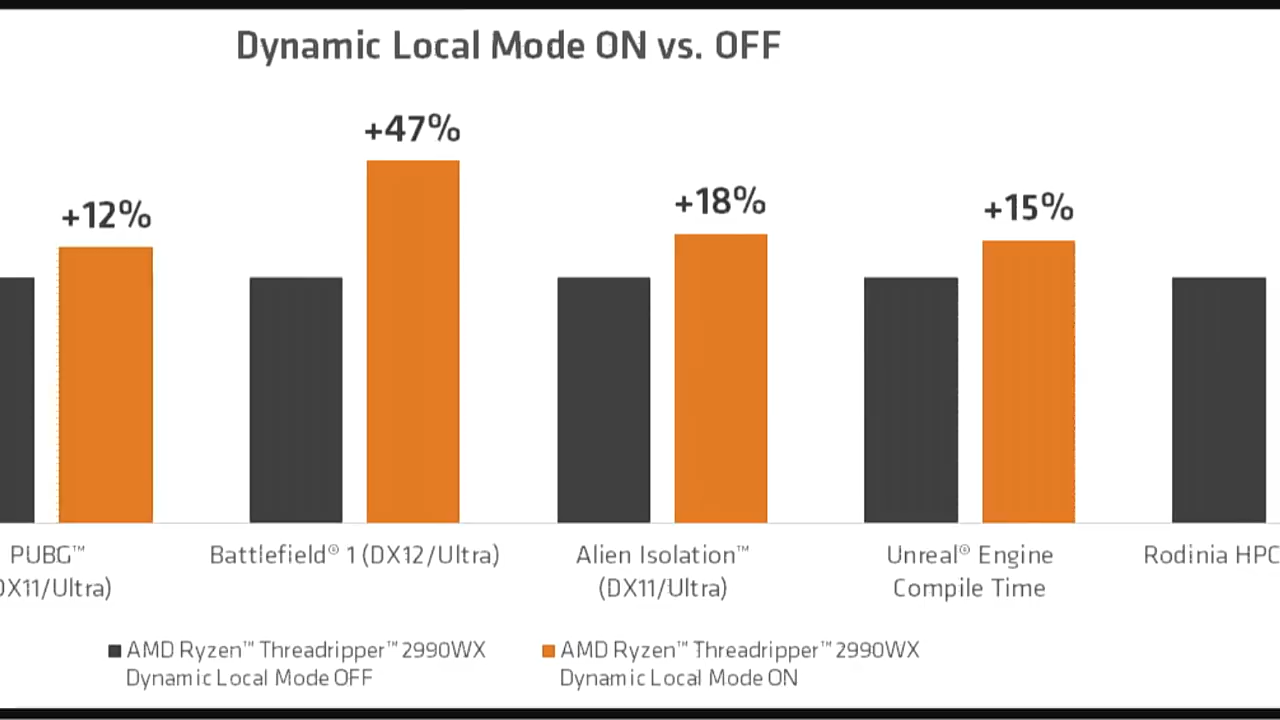 Dynamic Local Mode ON vs. OFF
+47%
+12%
+18%
+15%
PUBG™
DX11/Ultra)
Battlefield® 1 (DX12/Ultra)
Alien Isolation™
(DX11/Ultra)
Unreal® Engine
Compile Time
Rodinia HPC
AMD Ryzen™ Threadripper™ 2990WX
Dynamic Local Mode OFF
AMD Ryzen™ Threadripper™ 2990WX
Dynamic Local Mode ON